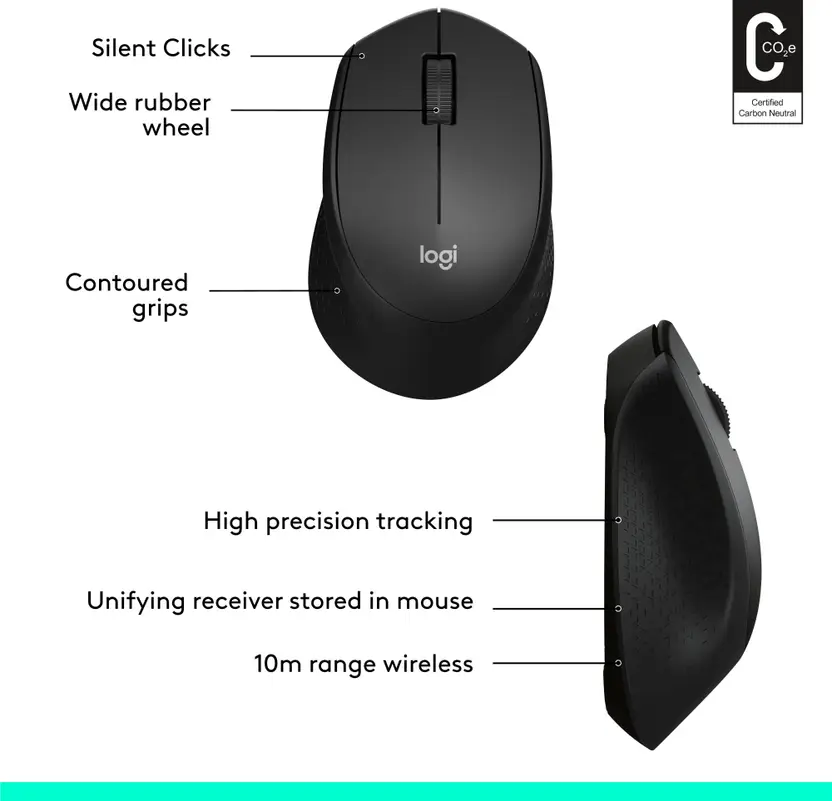 Silent Clicks
Wide rubber
wheel
CO2e
Certified
Carbon Neutral
logi
Contoured
grips
High precision tracking
Unifying receiver stored in mouse
10m range wireless